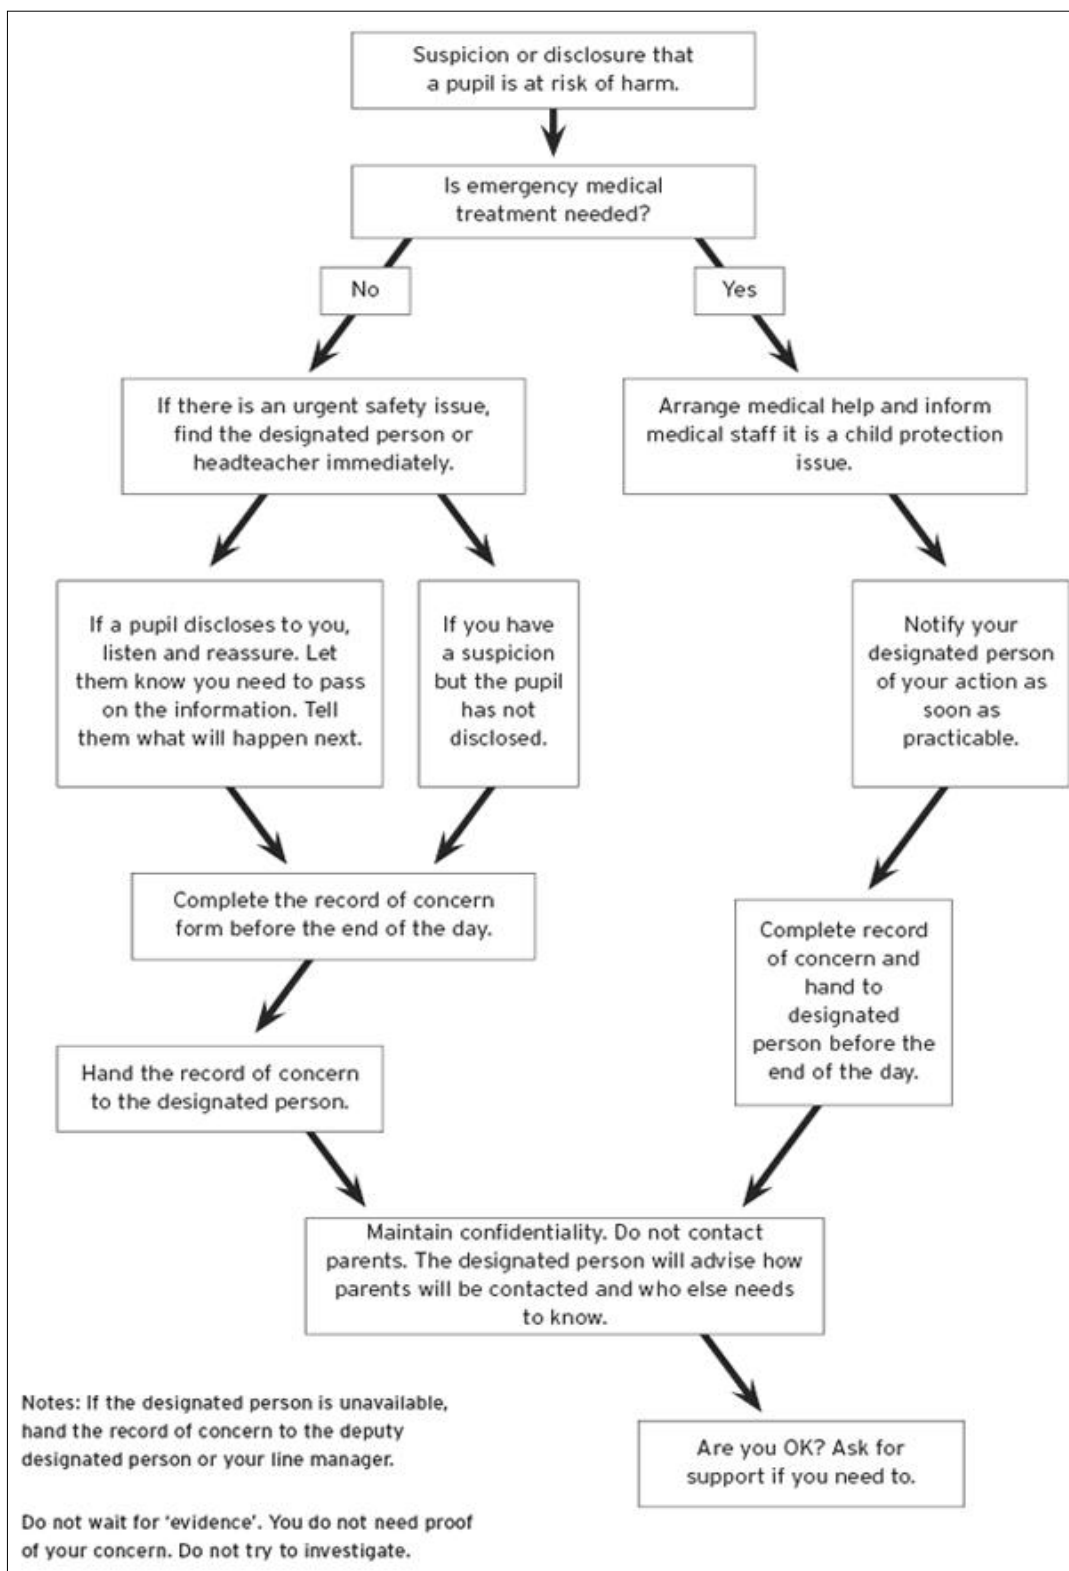 Suspicion or disclosure that
a pupil is at risk of harm.
Is emergency medical
treatment needed?
No
Yes
If there is an urgent safety issue,
find the designated person or
headteacher immediately.
Arrange medical help and inform
medical staff it is a child protection
issue.
If a pupil discloses to you,
listen and reassure. Let
them know you need to pass
on the information. Tell
them what will happen next.
If you have
a suspicion
but the pupil
has not
disclosed.
Notify your
designated person
of your action as
soon as
practicable.
Complete the record of concern
form before the end of the day.
Complete record
of concern and
hand to
designated
person before the
end of the day.
Hand the record of concern
to the designated person.
Maintain confidentiality. Do not contact
parents. The designated person will advise how
parents will be contacted and who else needs
to know.
Notes: If the designated person is unavailable,
hand the record of concern to the deputy
designated person or your line manager.
Do not wait for ‘evidence’. You do not need proof
of your concern. Do not try to investigate.
Are you OK? Ask for
support if you need to.